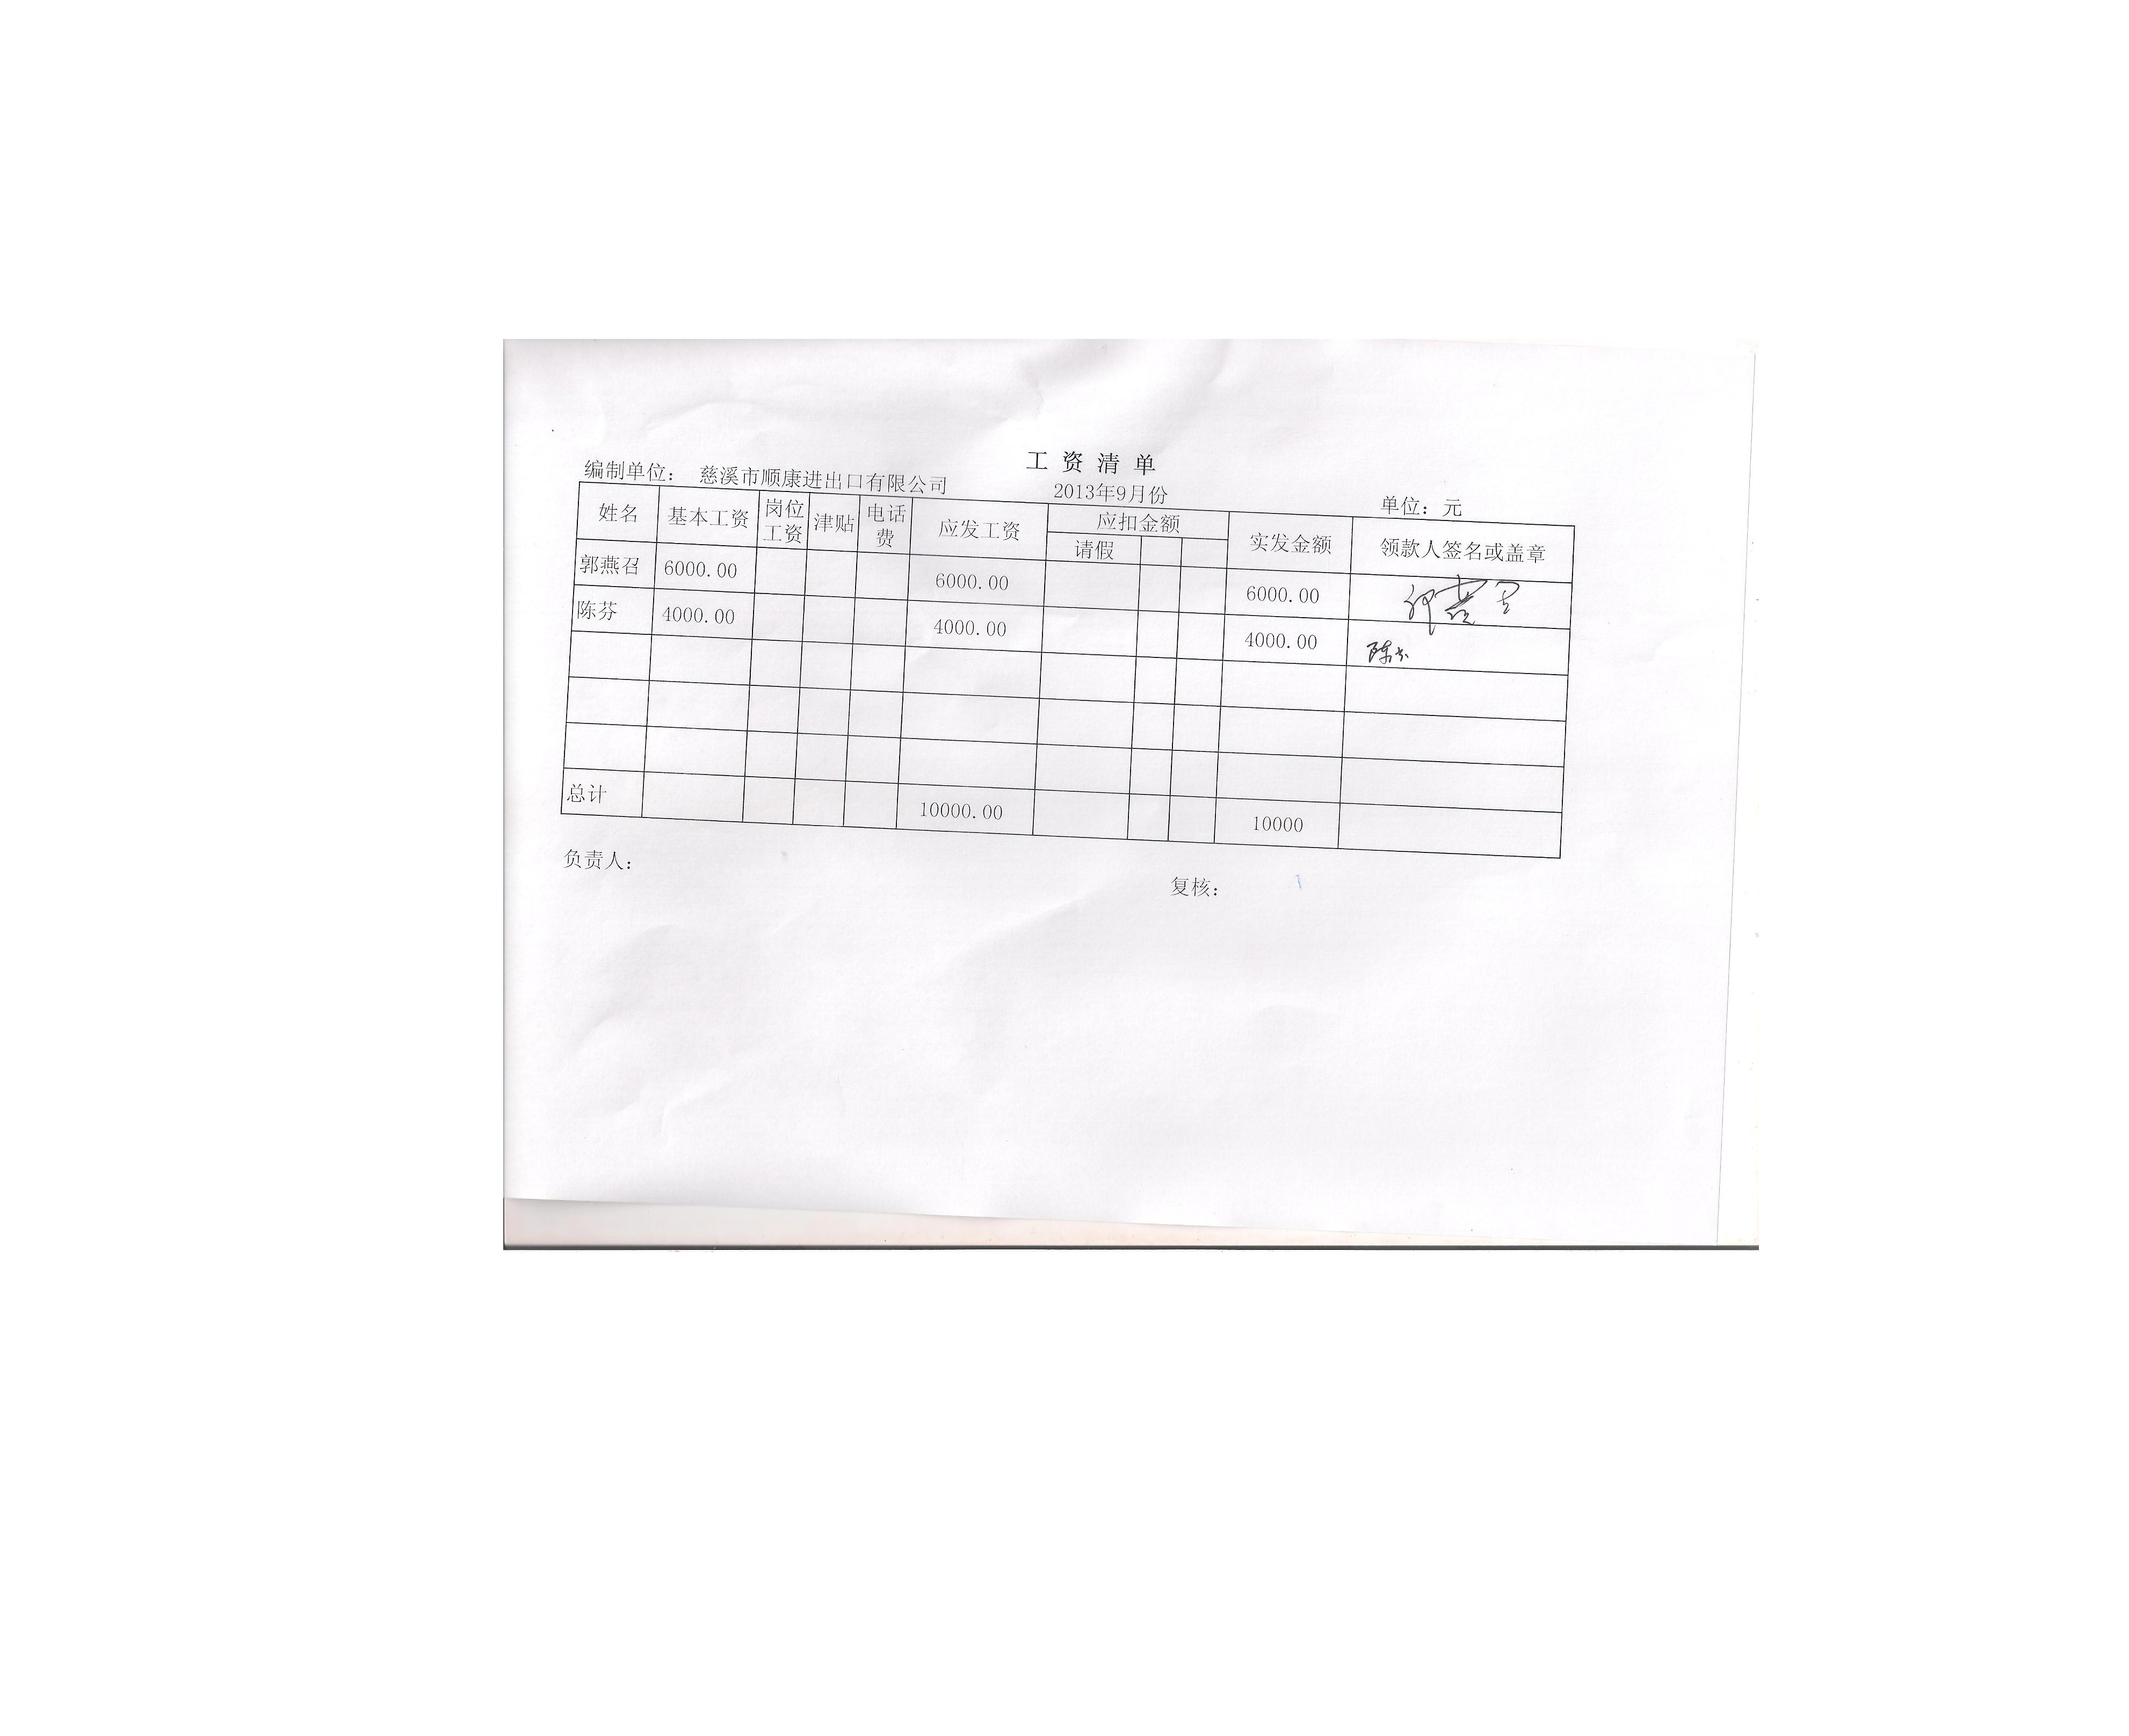 工资清单
编制单位： 慈溪市顺康进出口有限公司 2013年9月份 单位：元
姓名 基本工资 岗位工资 津贴 电话费 应发工资 应扣金额 实发金额 领款人签名或盖章
请假
郭燕召 6000.00 6000.00 6000.00
陈芬 4000.00 4000.00 4000.00 陈芬
总计 10000.00 10000
负责人： 复核：